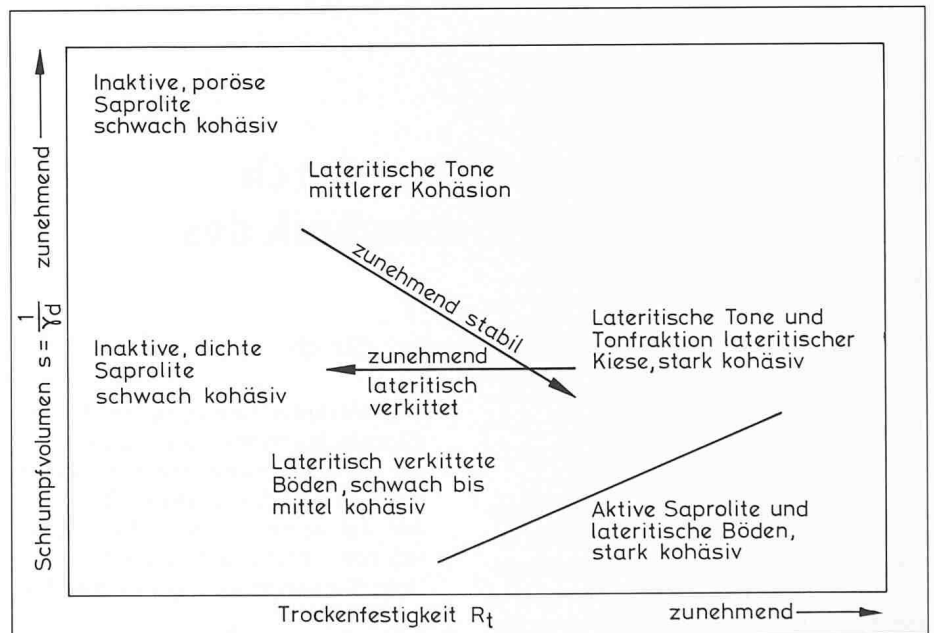 Inaktive, poröse
Saprolite
schwach kohäsiv
Lateritische Tone
mittlerer Kohäsion
zunehmend stabil
Inaktive, dichte
Saprolite
schwach kohäsiv
zunehmend
lateritisch
verkittet
Lateritische Tone und
Tonfraktion lateritischer
Kiese, stark kohäsiv
Lateritisch verkittete
Böden, schwach bis
mittel kohäsiv
Aktive Saprolite und
lateritische Böden,
stark kohäsiv
Schrumpfvolumen s = 1/γd zunehmend
Trockenfestigkeit Rt zunehmend